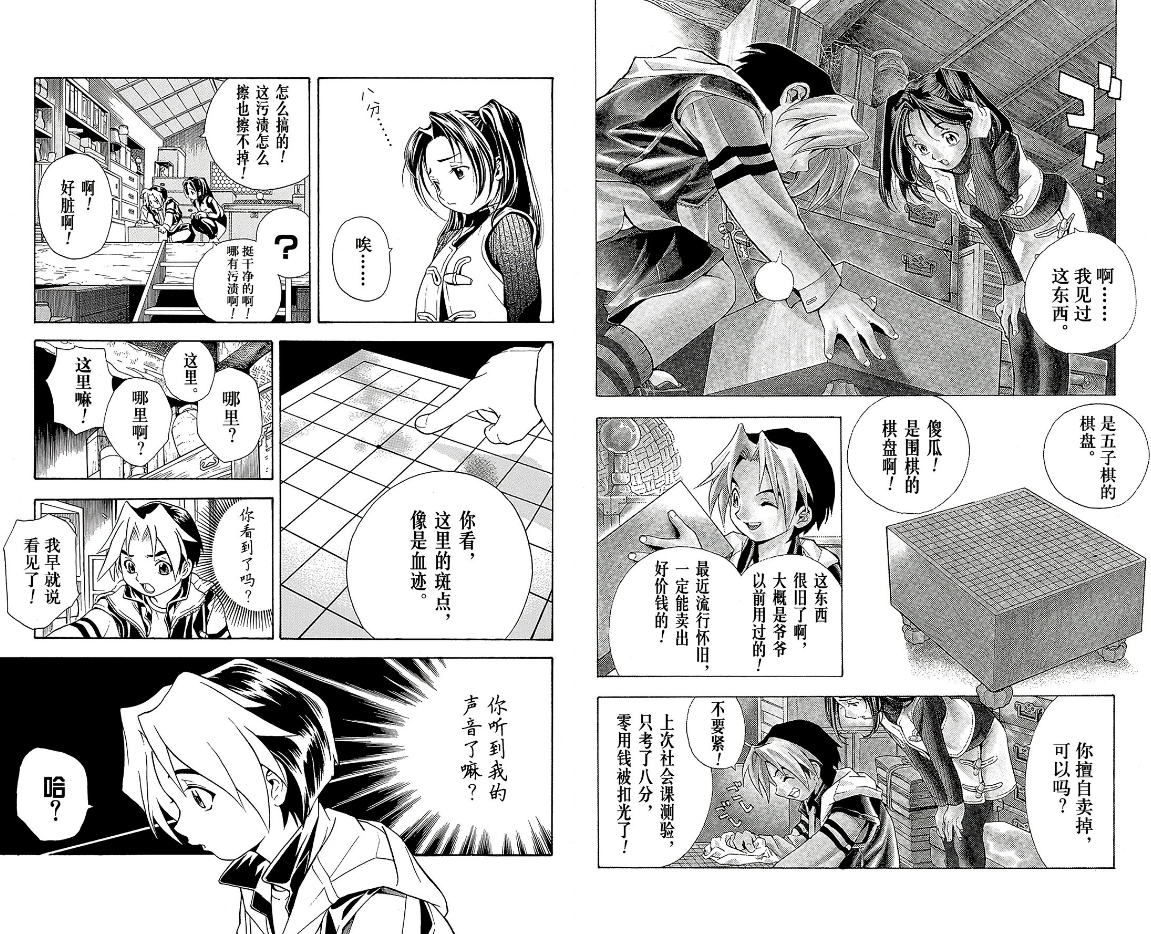 ゴソゴソ…
啊……
我见过
这东西。
是五子棋的
棋盘。
傻瓜！
是围棋的
棋盘啊！
这东西
很旧了啊，
大概是爷爷
以前用过的！
最近流行怀旧，
一定能卖出
好价钱的！
你擅自卖掉，
可以吗？
不要紧！
上次社会课测验，
只考了八分，
零用钱被扣光了！
八分……
唉……
怎么搞的！
这污渍怎么
擦也擦不掉！
？
挺干净的啊！
哪有污渍啊！
啊！
好脏啊！
你看，
这里的斑点，
像是血迹。
哪里？
这里。
哪里啊？
这里嘛！
你看到了吗？
我早就说
看见了！
你听到我的
声音了嘛？
哈？